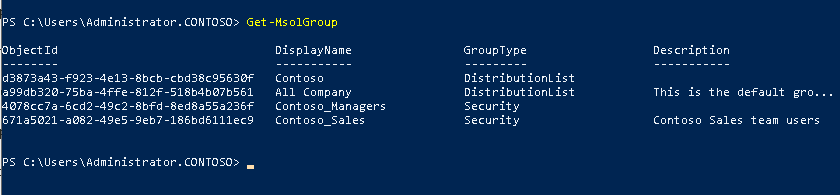 PS C:\Users\Administrator.CONTOSO> Get-MsolGroup
ObjectId DisplayName GroupType Description
-------- ----------- --------- -----------
d3873a43-f923-4e13-8bcb-cbd38c95630f Contoso DistributionList
a99db320-75ba-4ffe-812f-518b4b07b561 All Company DistributionList This is the default gro...
4078cc7a-6cd2-49c2-8bfd-8ed8a55a236f Contoso_Managers Security
671a5021-a082-49e5-9eb7-186bd6111ec9 Contoso_Sales Security Contoso Sales team users
PS C:\Users\Administrator.CONTOSO>